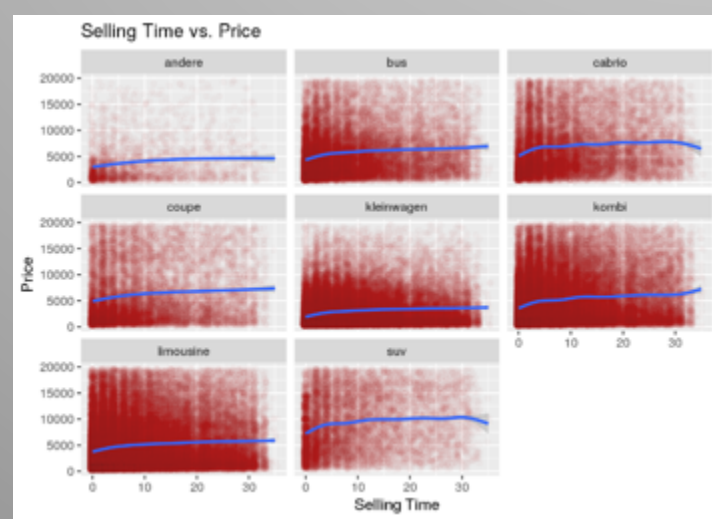 Selling Time vs. Price
andere bus cabrio
20000
15000
10000
5000
0
coupe kleinwagen kombi
20000
15000
10000
5000
0
0 10 20 30
limousine suv
20000
15000
10000
5000
0
0 10 20 30 0 10 20 30
Price
Selling Time